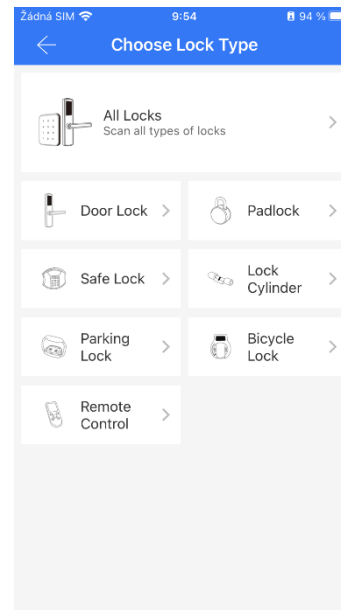 Žádná SIM 9:54 94 %
Choose Lock Type
All Locks
Scan all types of locks
Door Lock
Padlock
Safe Lock
Lock
Cylinder
Parking
Lock
Bicycle
Lock
Remote
Control